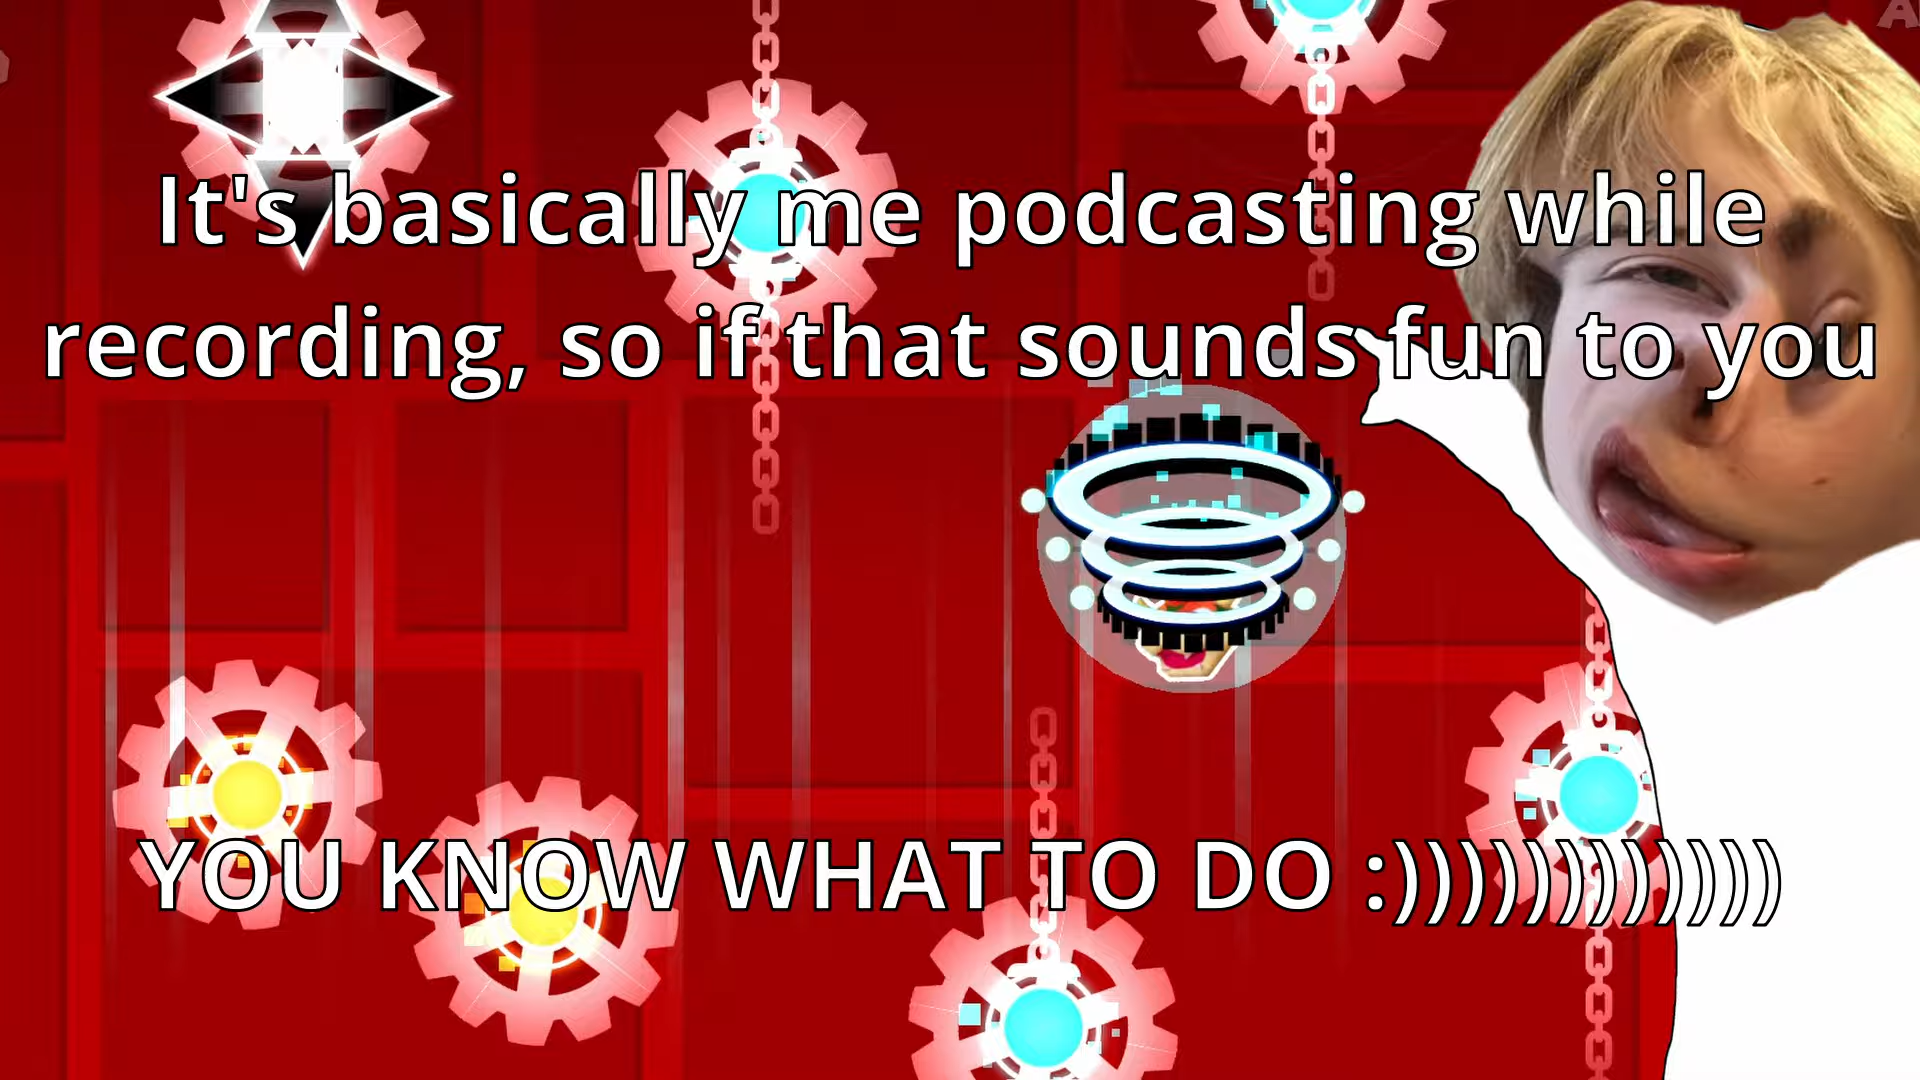 It's basically me podcasting while
recording, so if that sounds fun to you
YOU KNOW WHAT TO DO :))))))))))))